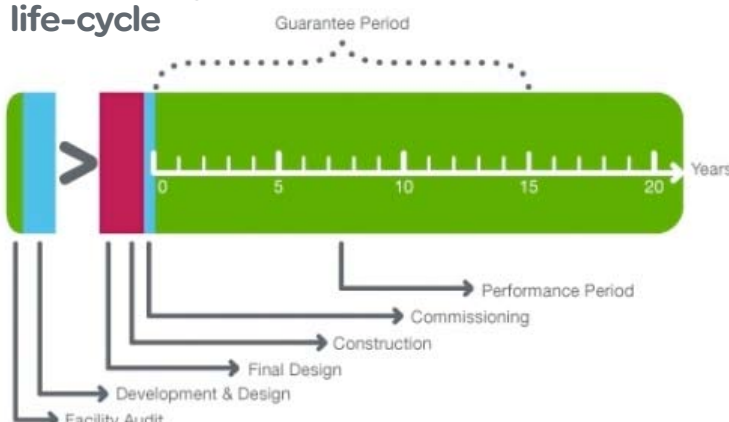 life-cycle
Guarantee Period
Years
0 5 10 15 20
Performance Period
Commissioning
Construction
Final Design
Development & Design
Facility Audit